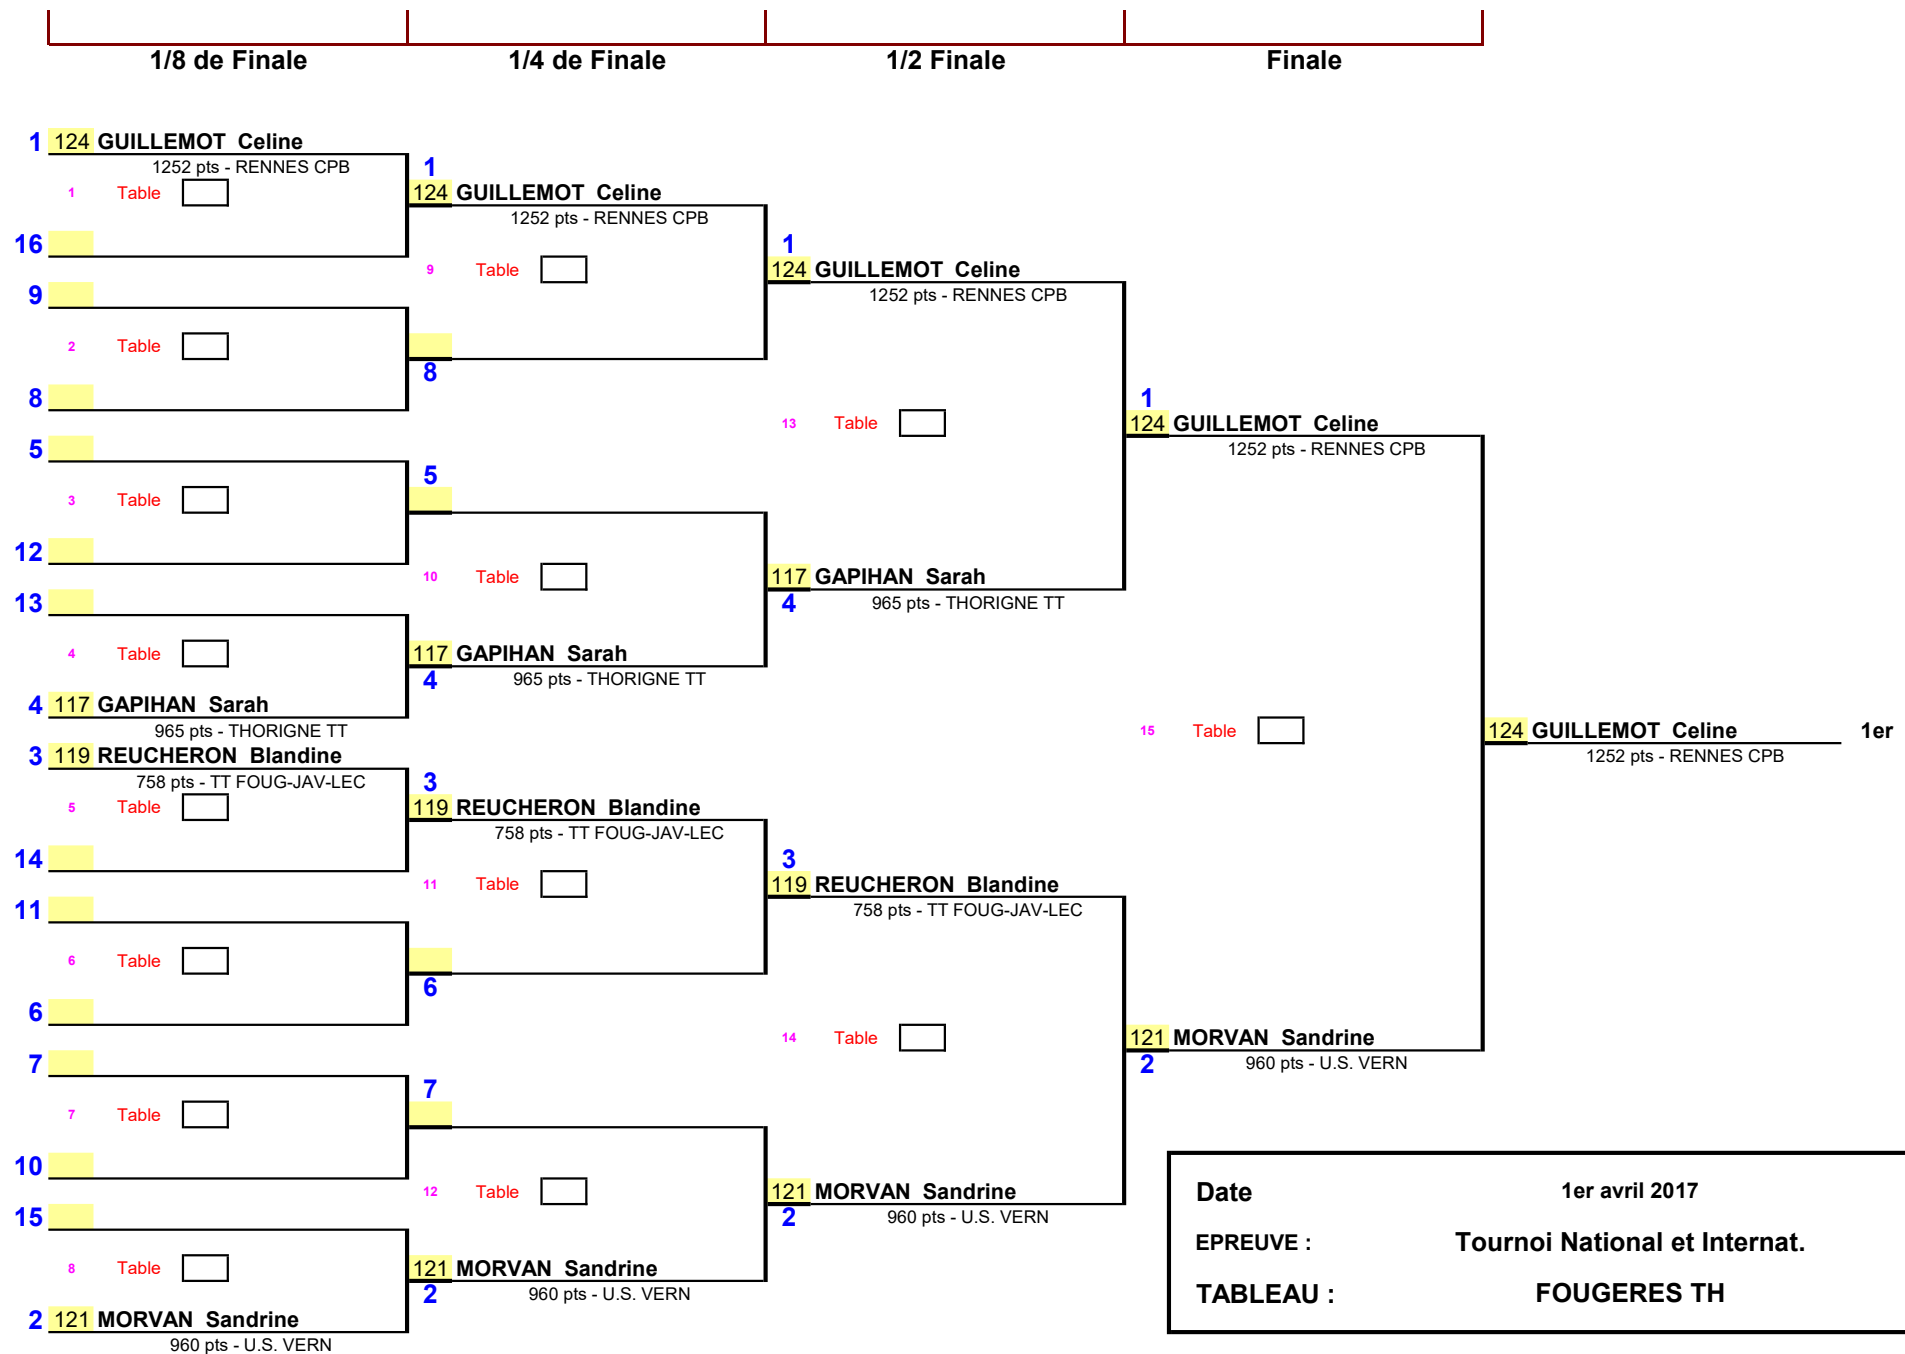 1/8 de Finale 1/4 de Finale 1/2 Finale Finale
1 124 GUILLEMOT Celine
1252 pts - RENNES CPB
1
1 Table
124 GUILLEMOT Celine
1252 pts - RENNES CPB
16
1
9 Table
124 GUILLEMOT Celine
1252 pts - RENNES CPB
9
2 Table
8
8
1
13 Table
124 GUILLEMOT Celine
1252 pts - RENNES CPB
5
5
3 Table
12
10 Table
117 GAPIHAN Sarah
965 pts - THORIGNE TT
4
13
4 Table
117 GAPIHAN Sarah
965 pts - THORIGNE TT
4
4 117 GAPIHAN Sarah
965 pts - THORIGNE TT
15 Table
124 GUILLEMOT Celine 1er
1252 pts - RENNES CPB
3 119 REUCHERON Blandine
758 pts - TT FOUG-JAV-LEC
3
5 Table
119 REUCHERON Blandine
758 pts - TT FOUG-JAV-LEC
14
3
11 Table
119 REUCHERON Blandine
758 pts - TT FOUG-JAV-LEC
11
6 Table
6
6
14 Table
121 MORVAN Sandrine
960 pts - U.S. VERN
2
7
7
7 Table
10
12 Table
121 MORVAN Sandrine
960 pts - U.S. VERN
2
15
8 Table
121 MORVAN Sandrine
960 pts - U.S. VERN
2
2 121 MORVAN Sandrine
960 pts - U.S. VERN
Date 1er avril 2017
EPREUVE : Tournoi National et Internat.
TABLEAU : FOUGERES TH